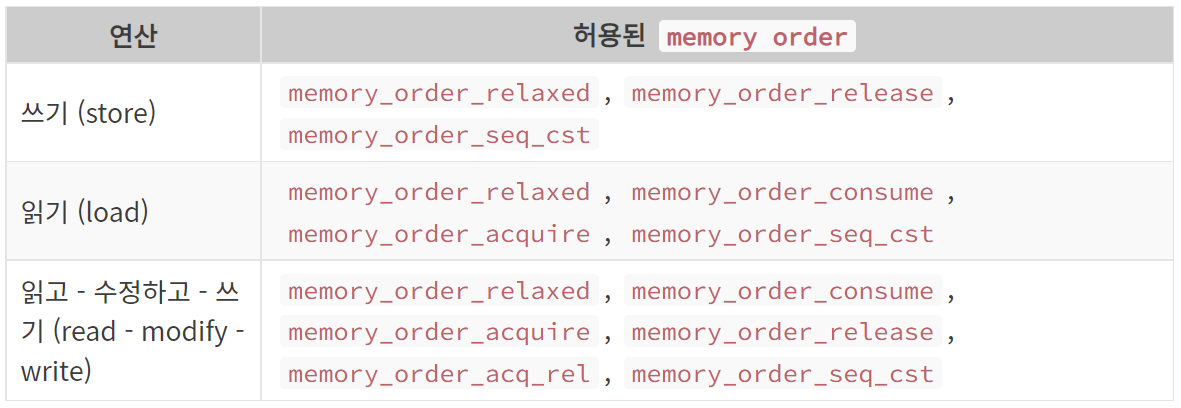 연산 허용된 memory order
쓰기 (store) memory_order_relaxed , memory_order_release ,
memory_order_seq_cst
읽기 (load) memory_order_relaxed , memory_order_consume ,
memory_order_acquire , memory_order_seq_cst
읽고 - 수정하고 - 쓰
기 (read - modify -
write)
memory_order_relaxed , memory_order_consume ,
memory_order_acquire , memory_order_release ,
memory_order_acq_rel , memory_order_seq_cst